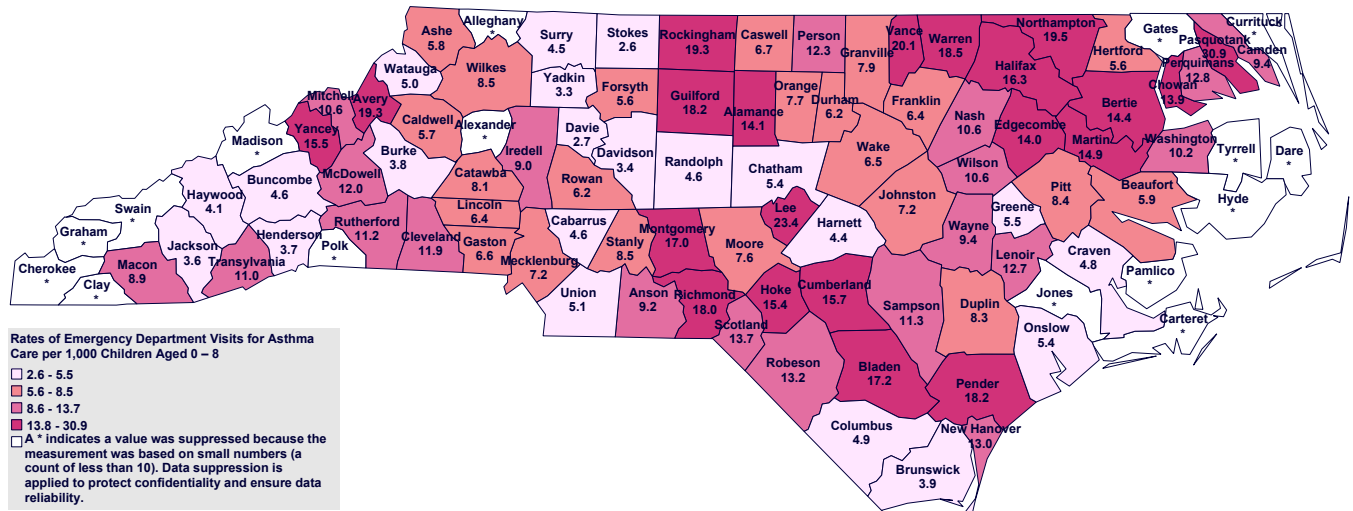 Alleghany
*
Ashe
5.8
Surry
4.5
Stokes
2.6
Rockingham
19.3
Caswell
6.7
Person
12.3
Granville
7.9
Vance
20.1
Warren
18.5
Northampton
19.5
Hertford
5.6
Gates
*
Currituck
*
Pasquotank
30.9
Camden
9.4
Perquimans
12.8
Chowan
13.9
Halifax
16.3
Bertie
14.4
Watauga
5.0
Wilkes
8.5
Yadkin
3.3
Forsyth
5.6
Guilford
18.2
Alamance
14.1
Orange
7.7
Durham
6.2
Franklin
6.4
Nash
10.6
Edgecombe
14.0
Martin
14.9
Washington
10.2
Tyrrell
*
Dare
*
Mitchell
10.6
Avery
19.3
Caldwell
5.7
Alexander
*
Iredell
9.0
Davie
2.7
Davidson
3.4
Randolph
4.6
Chatham
5.4
Wake
6.5
Wilson
10.6
Pitt
8.4
Beaufort
5.9
Hyde
*
Madison
*
Yancey
15.5
Burke
3.8
McDowell
12.0
Catawba
8.1
Rowan
6.2
Johnston
7.2
Greene
5.5
Swain
*
Haywood
4.1
Buncombe
4.6
Rutherford
11.2
Cleveland
11.9
Lincoln
6.4
Gaston
6.6
Mecklenburg
7.2
Cabarrus
4.6
Stanly
8.5
Montgomery
17.0
Moore
7.6
Lee
23.4
Harnett
4.4
Wayne
9.4
Lenoir
12.7
Craven
4.8
Pamlico
*
Graham
*
Cherokee
*
Clay
*
Macon
8.9
Jackson
3.6
Transylvania
11.0
Henderson
3.7
Polk
*
Union
5.1
Anson
9.2
Richmond
18.0
Scotland
13.7
Hoke
15.4
Cumberland
15.7
Sampson
11.3
Duplin
8.3
Jones
*
Onslow
5.4
Carteret
*
Robeson
13.2
Bladen
17.2
Pender
18.2
Columbus
4.9
New Hanover
13.0
Brunswick
3.9
Rates of Emergency Department Visits for Asthma
Care per 1,000 Children Aged 0 – 8
2.6 - 5.5
5.6 - 8.5
8.6 - 13.7
13.8 - 30.9
A * indicates a value was suppressed because the
measurement was based on small numbers (a
count of less than 10). Data suppression is
applied to protect confidentiality and ensure data
reliability.